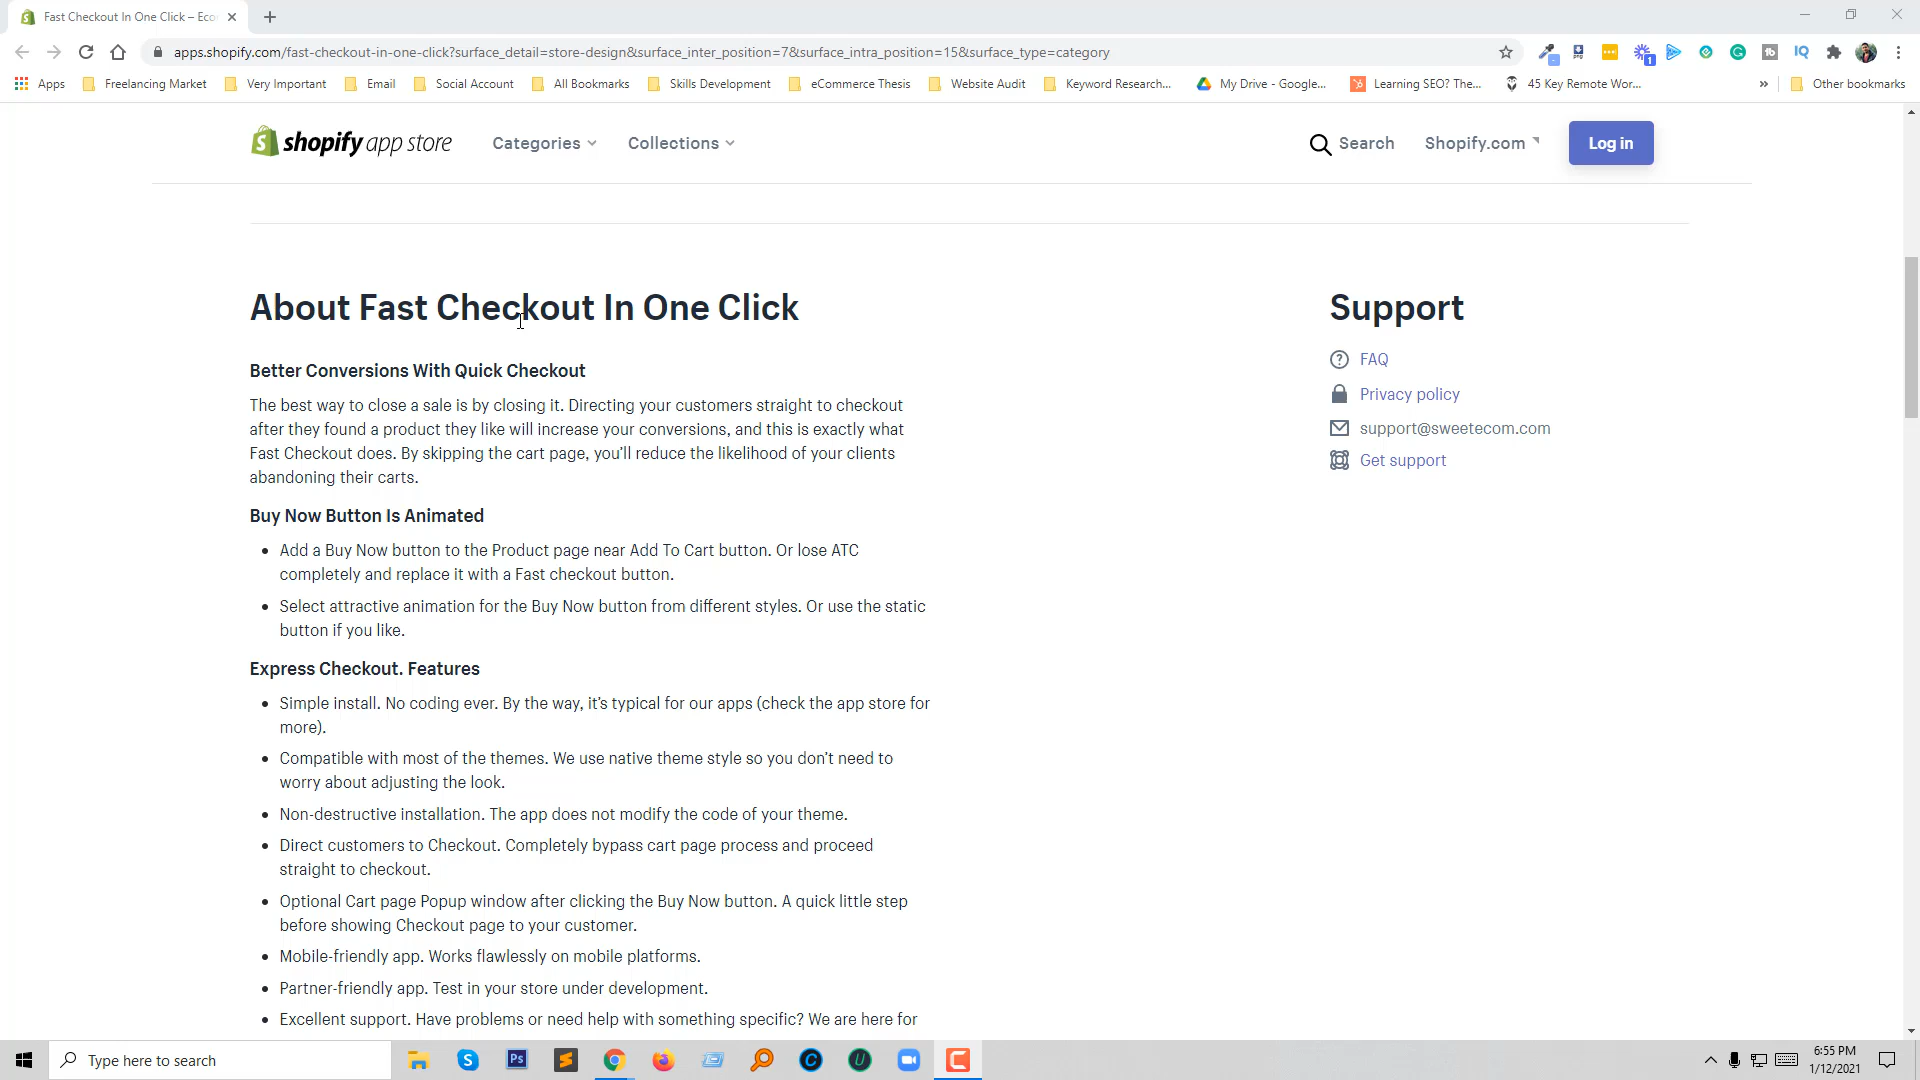 Fast Checkout In One Click – Eco
apps.shopify.com/fast-checkout-in-one-click?surface_detail=store-design&surface_inter_position=7&surface_intra_position=15&surface_type=category
Apps Freelancing Market Very Important Email Social Account All Bookmarks Skills Development eCommerce Thesis Website Audit Keyword Research... My Drive - Google... Learning SEO? The... 45 Key Remote Wor... » Other bookmarks
shopify app store Categories Collections Search Shopify.com Log in
About Fast Checkout In One Click
Better Conversions With Quick Checkout
The best way to close a sale is by closing it. Directing your customers straight to checkout
after they found a product they like will increase your conversions, and this is exactly what
Fast Checkout does. By skipping the cart page, you’ll reduce the likelihood of your clients
abandoning their carts.
Buy Now Button Is Animated
• Add a Buy Now button to the Product page near Add To Cart button. Or lose ATC
completely and replace it with a Fast checkout button.
• Select attractive animation for the Buy Now button from different styles. Or use the static
button if you like.
Express Checkout. Features
• Simple install. No coding ever. By the way, it’s typical for our apps (check the app store for
more).
• Compatible with most of the themes. We use native theme style so you don’t need to
worry about adjusting the look.
• Non-destructive installation. The app does not modify the code of your theme.
• Direct customers to Checkout. Completely bypass cart page process and proceed
straight to checkout.
• Optional Cart page Popup window after clicking the Buy Now button. A quick little step
before showing Checkout page to your customer.
• Mobile-friendly app. Works flawlessly on mobile platforms.
• Partner-friendly app. Test in your store under development.
• Excellent support. Have problems or need help with something specific? We are here for
Support
FAQ
Privacy policy
support@sweetecom.com
Get support
Type here to search
6:55 PM
1/12/2021